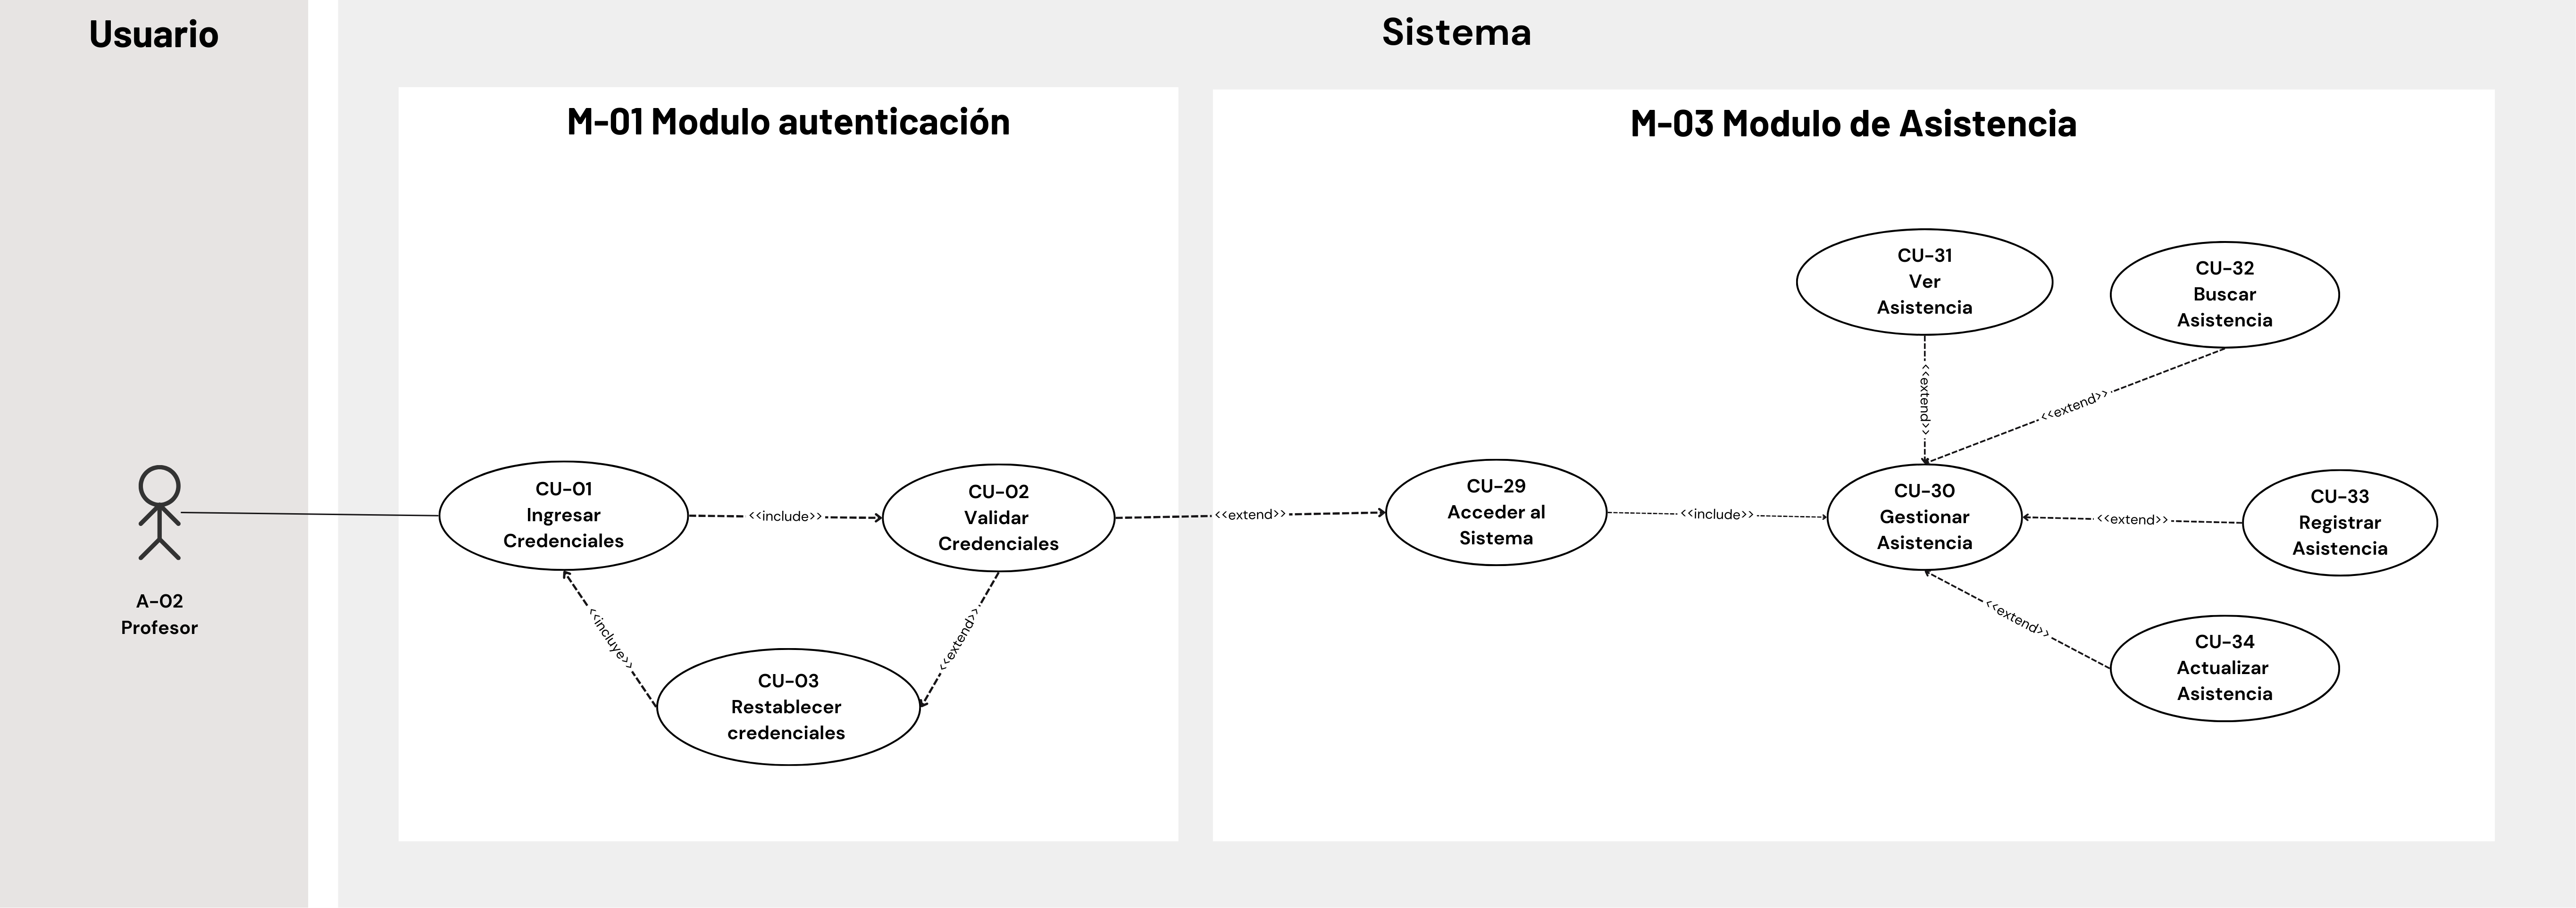 Usuario
Sistema
M-01 Modulo autenticación
M-03 Modulo de Asistencia
A-02
Profesor
CU-01
Ingresar
Credenciales
<<include>>
CU-02
Validar
Credenciales
<<incluye>>
<<extend>>
CU-03
Restablecer
credenciales
<<extend>>
CU-29
Acceder al
Sistema
<<include>>
CU-30
Gestionar
Asistencia
CU-31
Ver
Asistencia
<<extend>>
CU-32
Buscar
Asistencia
<<extend>>
CU-33
Registrar
Asistencia
<<extend>>
CU-34
Actualizar
Asistencia
<<extend>>